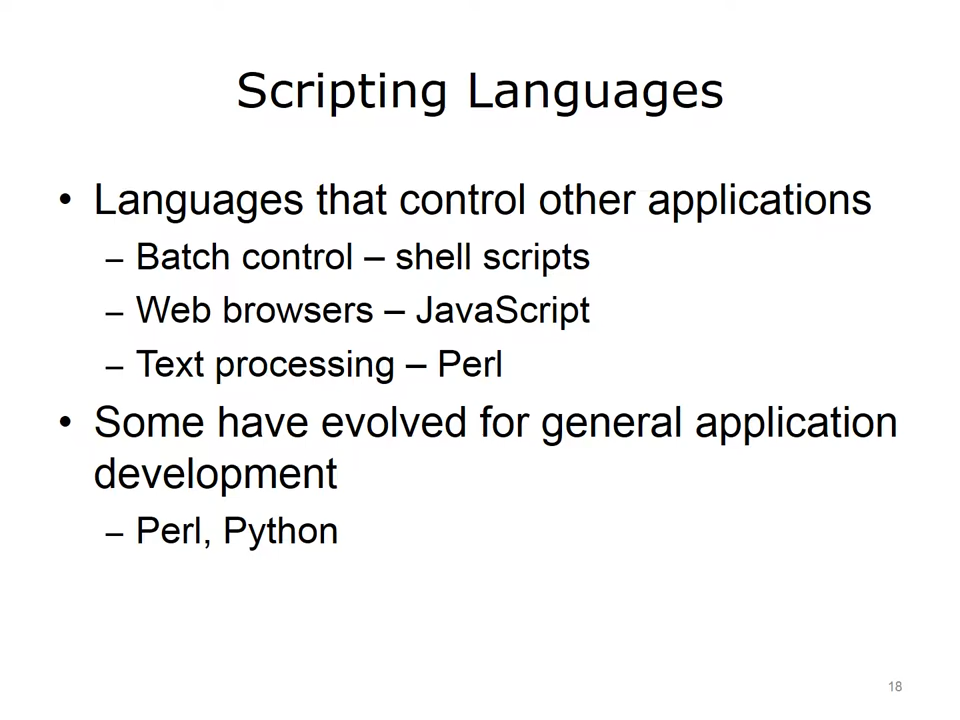 Scripting Languages
• Languages that control other applications
– Batch control – shell scripts
– Web browsers – JavaScript
– Text processing – Perl
• Some have evolved for general application
development
– Perl, Python
18